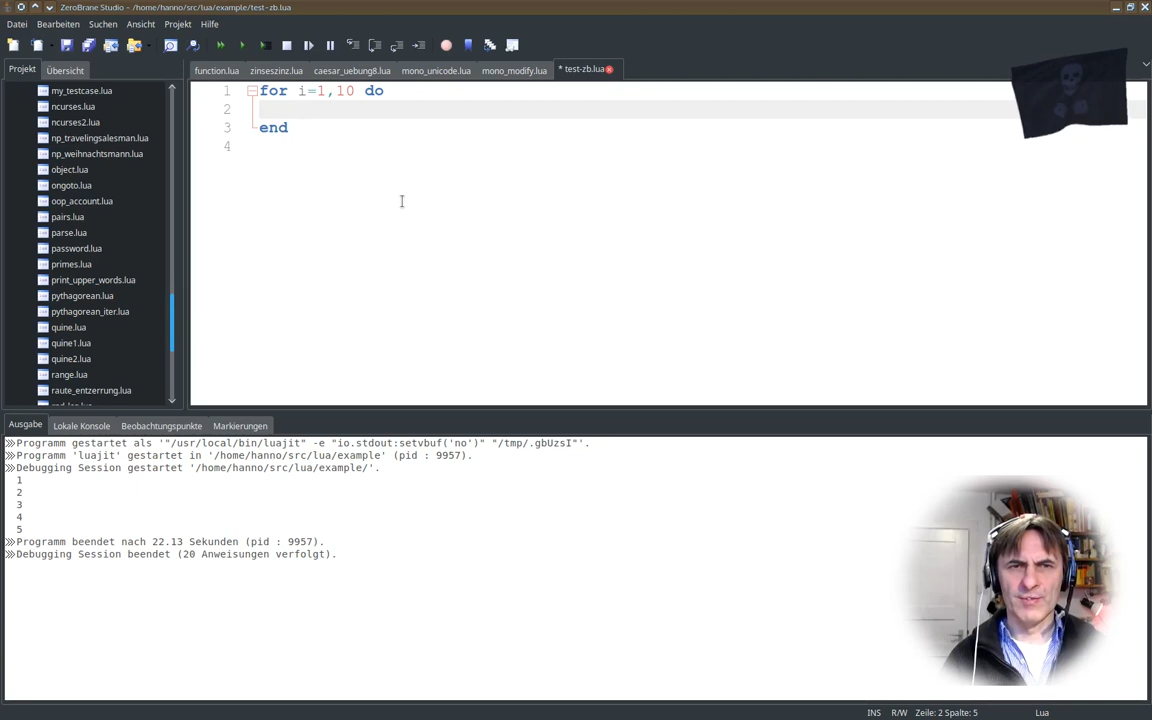 ZeroBrane Studio - /home/hanno/src/lua/example/test-zb.lua
Datei Bearbeiten Suchen Ansicht Projekt Hilfe
Projekt Übersicht
function.lua zinseszinz.lua caesar_uebung8.lua mono_unicode.lua mono_modify.lua * test-zb.lua
my_testcase.lua
ncurses.lua
ncurses2.lua
np_travelingsalesman.lua
np_weihnachtsmann.lua
object.lua
ongoto.lua
oop_account.lua
pairs.lua
parse.lua
password.lua
primes.lua
print_upper_words.lua
pythagorean.lua
pythagorean_iter.lua
quine.lua
quine1.lua
quine2.lua
range.lua
raute_entzerrung.lua
1 for i=1,10 do
2
3 end
4
Ausgabe Lokale Konsole Beobachtungspunkte Markierungen
Programm gestartet als '"/usr/local/bin/luajit" -e "io.stdout:setvbuf('no')" "/tmp/.gbUzsI"'.
Programm 'luajit' gestartet in '/home/hanno/src/lua/example' (pid : 9957).
Debugging Session gestartet '/home/hanno/src/lua/example/'.
1
2
3
4
5
Programm beendet nach 22.13 Sekunden (pid : 9957).
Debugging Session beendet (20 Anweisungen verfolgt).
INS R/W Zeile: 2 Spalte: 5 Lua